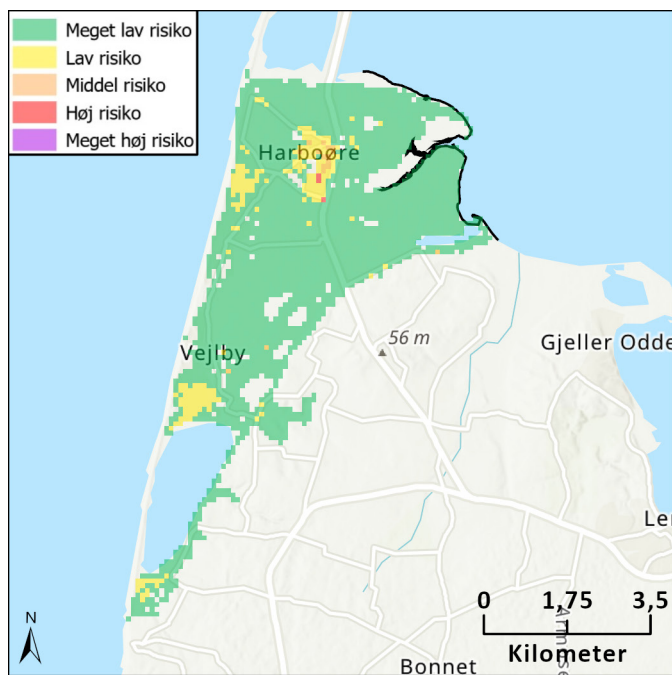 Meget lav risiko
Lav risiko
Middel risiko
Høj risiko
Meget høj risiko
Harboøre
56 m
Gjeller Odde
Vejlby
0 1,75 3,5
Kilometer
N
Bonnet